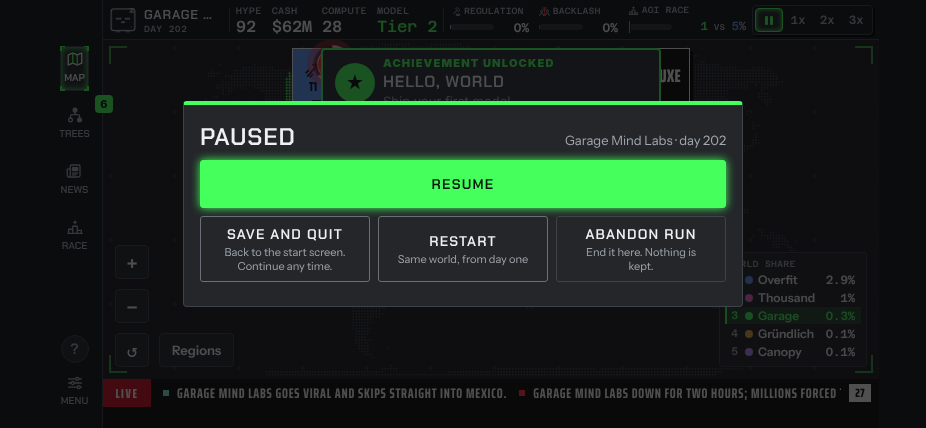 GARAGE ...
DAY 202
HYPE
92
CASH
$62M
COMPUTE
28
MODEL
Tier 2
REGULATION
0%
BACKLASH
0%
AGI RACE
1 vs 5%
1x 2x 3x
MAP
6
TREES
NEWS
RACE
ACHIEVEMENT UNLOCKED
HELLO, WORLD
Ship your first model
PAUSED
Garage Mind Labs · day 202
RESUME
SAVE AND QUIT
Back to the start screen.
Continue any time.
RESTART
Same world, from day one
ABANDON RUN
End it here. Nothing is
kept.
+
−
↺
Regions
SHARE
Overfit 2.9%
Thousand 1%
3 Garage 0.3%
4 Gründlich 0.1%
5 Canopy 0.1%
?
MENU
LIVE
GARAGE MIND LABS GOES VIRAL AND SKIPS STRAIGHT INTO MEXICO.
GARAGE MIND LABS DOWN FOR TWO HOURS; MILLIONS FORCED
27